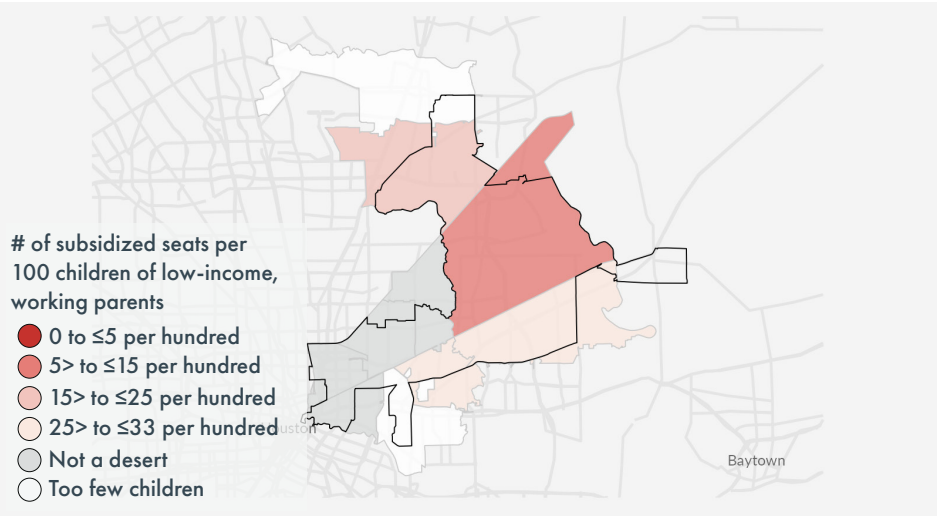 # of subsidized seats per
100 children of low-income,
working parents
0 to ≤5 per hundred
5> to ≤15 per hundred
15> to ≤25 per hundred
25> to ≤33 per hundred
Not a desert
Too few children
Baytown